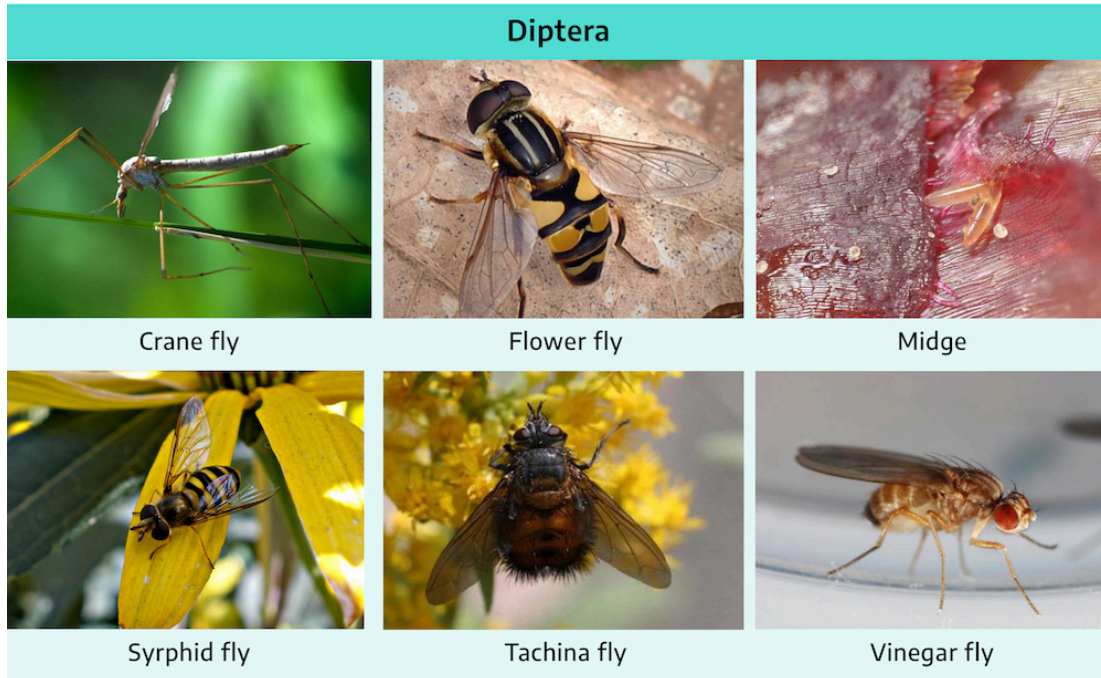 Diptera
Crane fly
Flower fly
Midge
Syrphid fly
Tachina fly
Vinegar fly